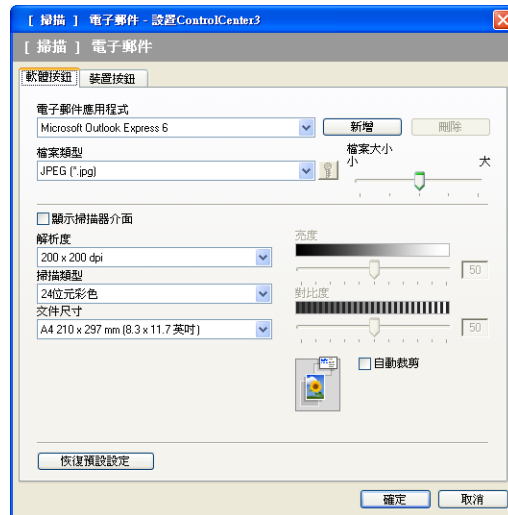 [ 掃描 ] 電子郵件 - 設置ControlCenter3
[ 掃描 ] 電子郵件
軟體按鈕 裝置按鈕
電子郵件應用程式
Microsoft Outlook Express 6 新增 刪除
檔案類型 檔案大小
小 大
JPEG (*.jpg)
顯示掃描器介面
解析度 亮度
200 x 200 dpi
50
掃描類型
24位元彩色 對比度
文件尺寸
A4 210 x 297 mm (8.3 x 11.7 英吋) 50
自動裁剪
恢復預設設定
確定 取消